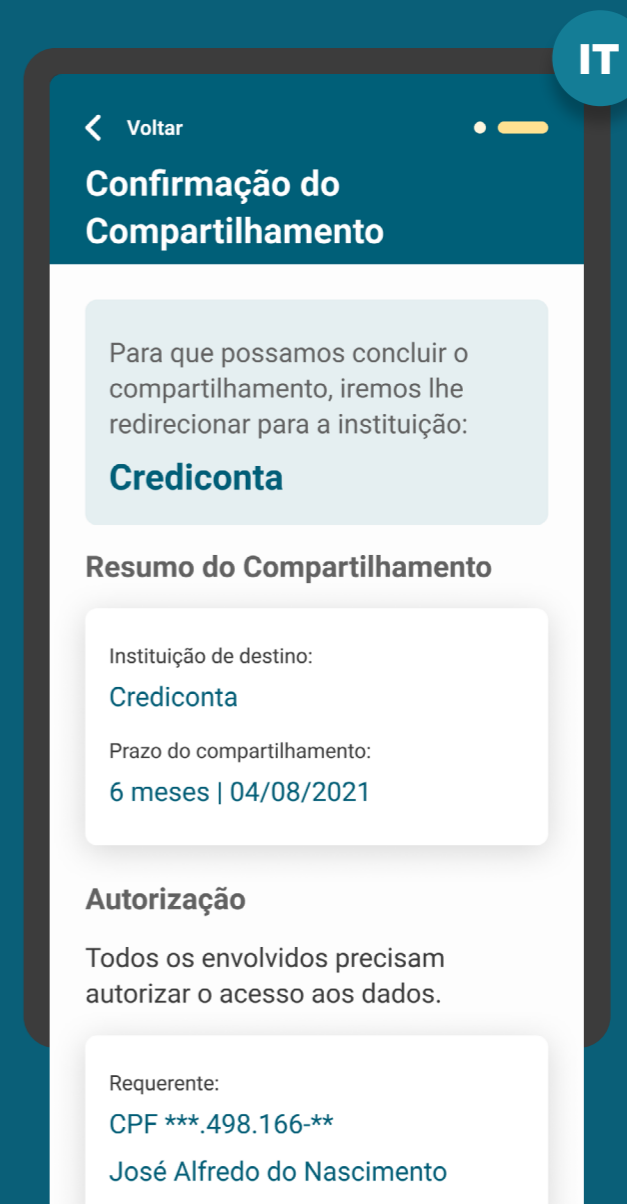 IT
Voltar
Confirmação do
Compartilhamento
Para que possamos concluir o
compartilhamento, iremos lhe
redirecionar para a instituição:
Crediconta
Resumo do Compartilhamento
Instituição de destino:
Crediconta
Prazo do compartilhamento:
6 meses | 04/08/2021
Autorização
Todos os envolvidos precisam
autorizar o acesso aos dados.
Requerente:
CPF ***.498.166-**
José Alfredo do Nascimento